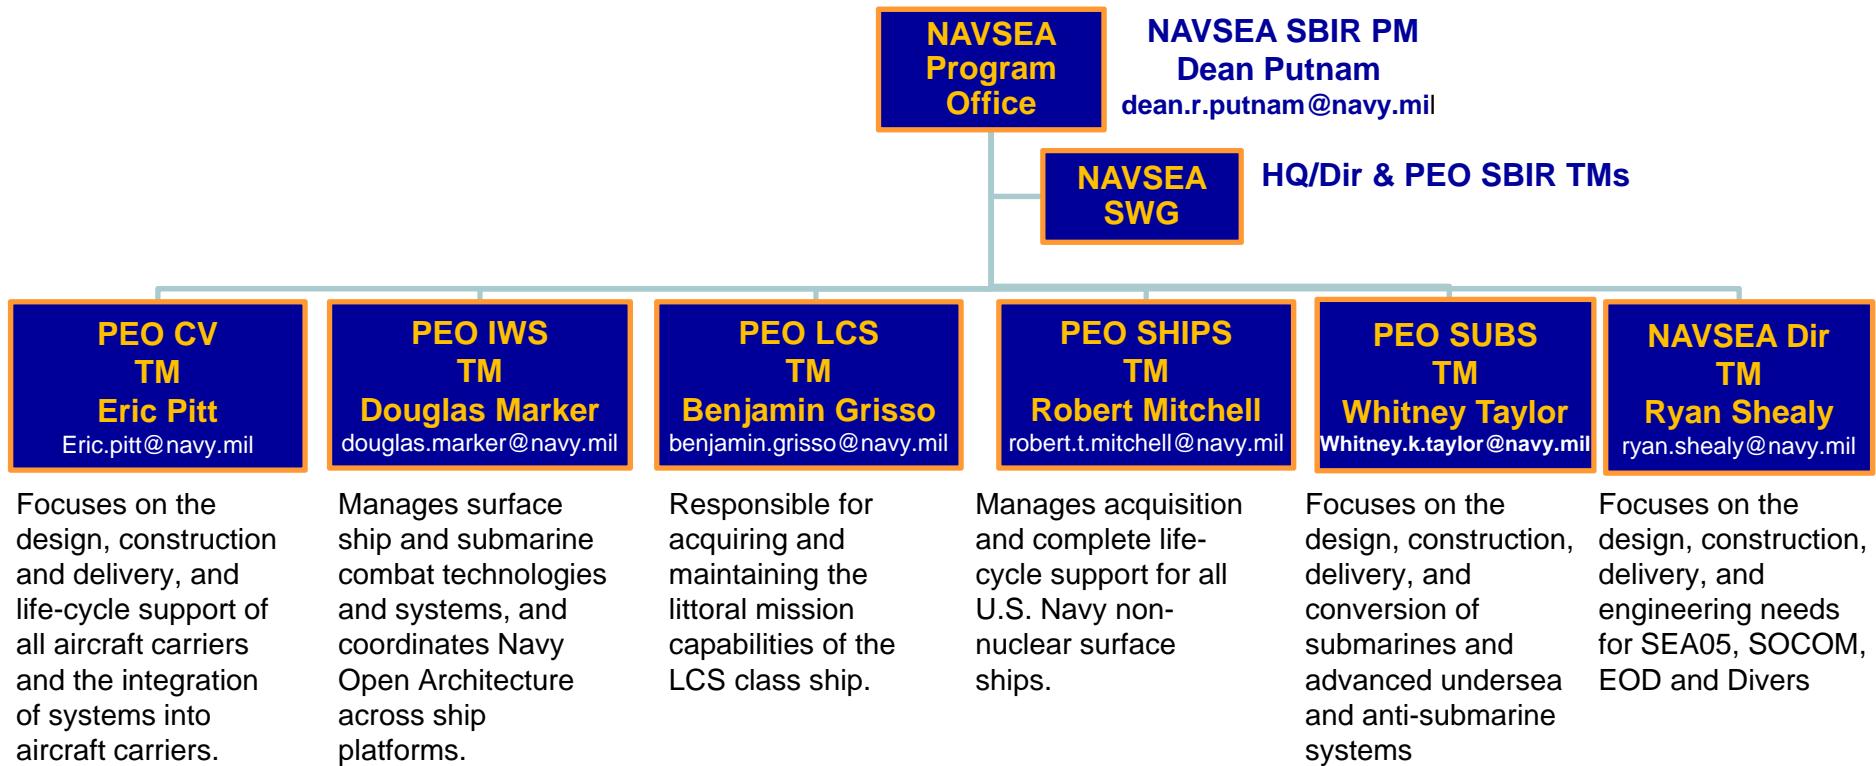 NAVSEA
Program
Office
NAVSEA SBIR PM
Dean Putnam
dean.r.putnam@navy.mil
NAVSEA
SWG
HQ/Dir & PEO SBIR TMs
PEO CV
TM
Eric Pitt
Eric.pitt@navy.mil
Focuses on the
design, construction
and delivery, and
life-cycle support of
all aircraft carriers
and the integration
of systems into
aircraft carriers.
PEO IWS
TM
Douglas Marker
douglas.marker@navy.mil
Manages surface
ship and submarine
combat technologies
and systems, and
coordinates Navy
Open Architecture
across ship
platforms.
PEO LCS
TM
Benjamin Grisso
benjamin.grisso@navy.mil
Responsible for
acquiring and
maintaining the
littoral mission
capabilities of the
LCS class ship.
PEO SHIPS
TM
Robert Mitchell
robert.t.mitchell@navy.mil
Manages acquisition
and complete life-
cycle support for all
U.S. Navy non-
nuclear surface
ships.
PEO SUBS
TM
Whitney Taylor
Whitney.k.taylor@navy.mil
Focuses on the
design, construction,
delivery, and
conversion of
submarines and
advanced undersea
and anti-submarine
systems
NAVSEA Dir
TM
Ryan Shealy
ryan.shealy@navy.mil
Focuses on the
design, construction,
delivery, and
engineering needs
for SEA05, SOCOM,
EOD and Divers